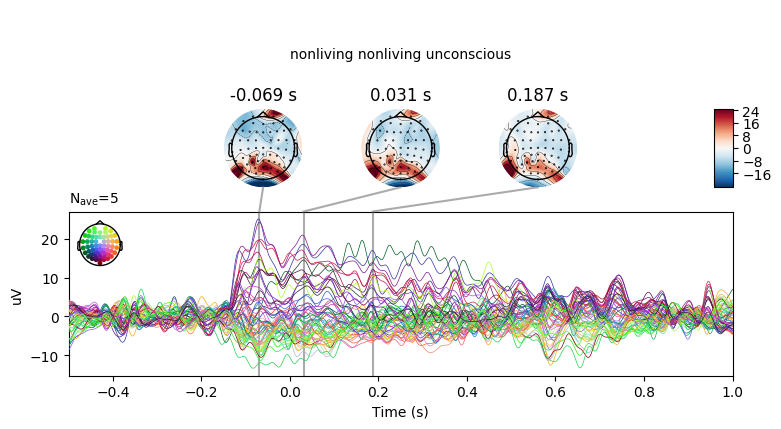 nonliving nonliving unconscious
-0.069 s 0.031 s 0.187 s
24
16
8
0
−8
−16
Nave=5
20
10
0
−10
uV
−0.4 −0.2 0.0 0.2 0.4 0.6 0.8 1.0
Time (s)